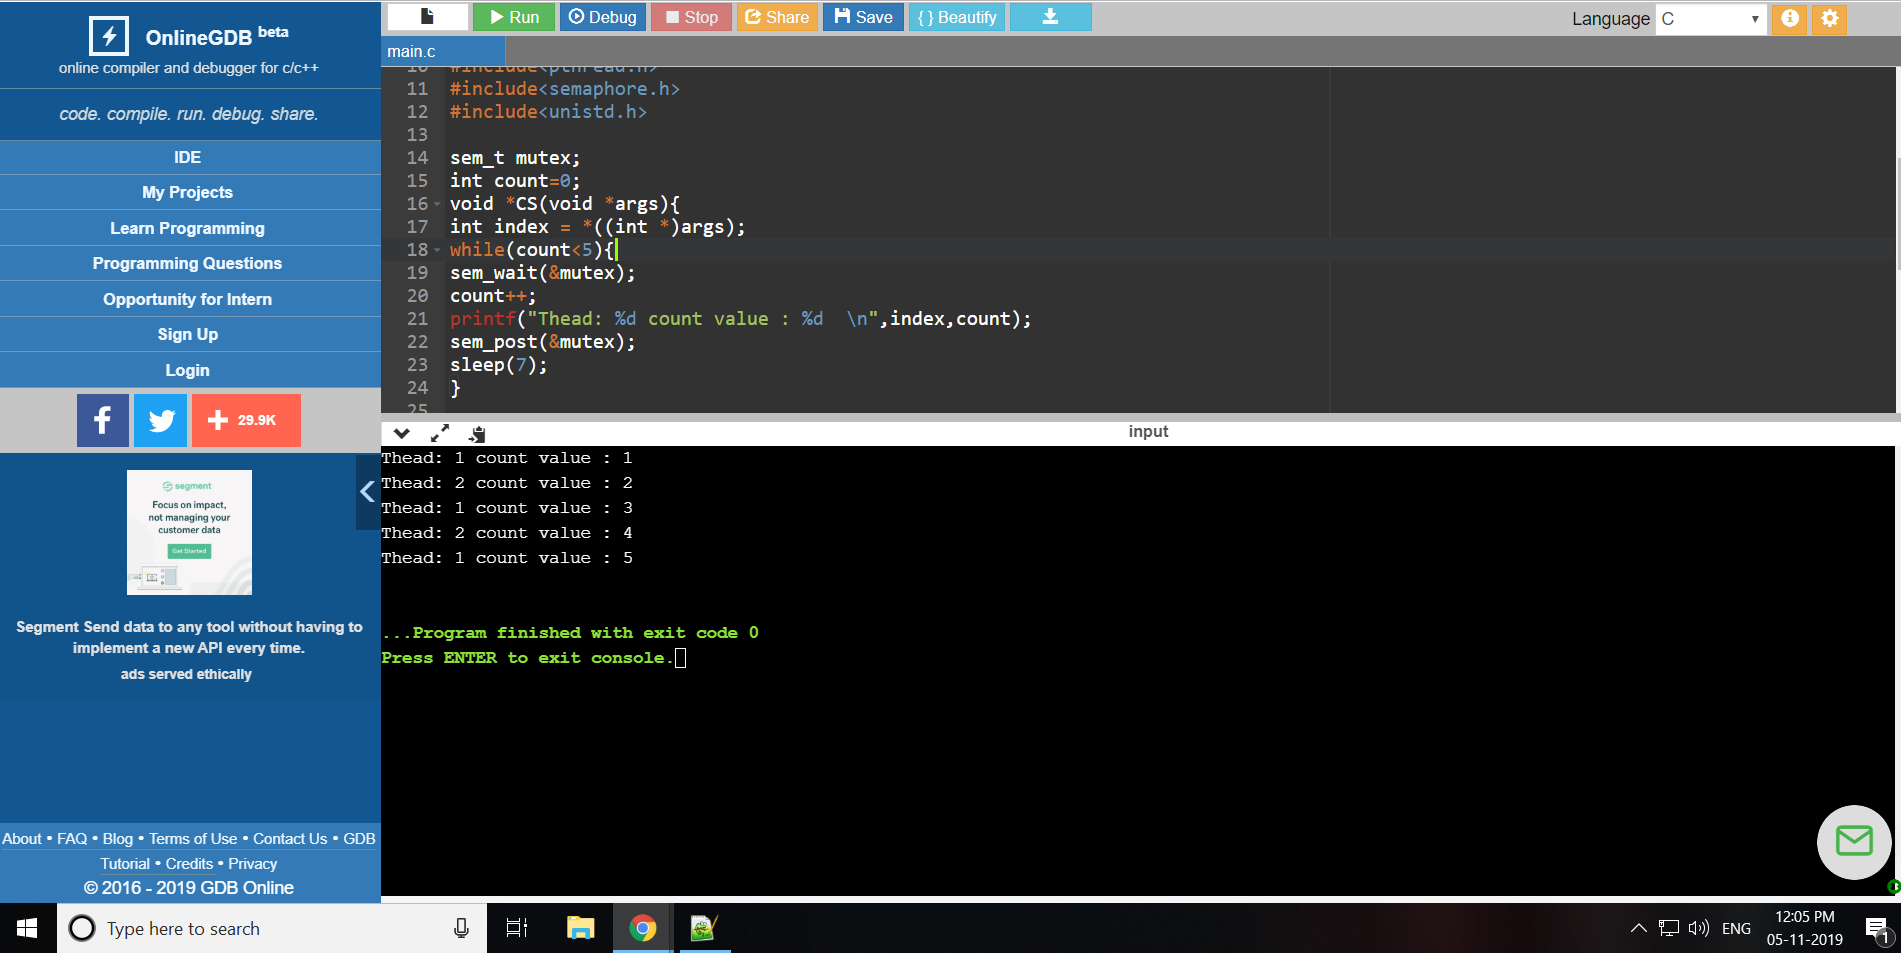 OnlineGDB beta
online compiler and debugger for c/c++
code. compile. run. debug. share.
IDE
My Projects
Learn Programming
Programming Questions
Opportunity for Intern
Sign Up
Login
29.9K
segment
Focus on impact,
not managing your
customer data
Get Started
Segment Send data to any tool without having to
implement a new API every time.
ads served ethically
About • FAQ • Blog • Terms of Use • Contact Us • GDB
Tutorial • Credits • Privacy
© 2016 - 2019 GDB Online
Run Debug Stop Share Save { } Beautify
Language C
main.c
10 #include<pthread.h>
11 #include<semaphore.h>
12 #include<unistd.h>
13
14 sem_t mutex;
15 int count=0;
16 void *CS(void *args){
17 int index = *((int *)args);
18 while(count<5){
19 sem_wait(&mutex);
20 count++;
21 printf("Thead: %d count value : %d  \n",index,count);
22 sem_post(&mutex);
23 sleep(7);
24 }
25
input
Thead: 1 count value : 1
Thead: 2 count value : 2
Thead: 1 count value : 3
Thead: 2 count value : 4
Thead: 1 count value : 5
...Program finished with exit code 0
Press ENTER to exit console.
Type here to search
ENG
12:05 PM
05-11-2019
1